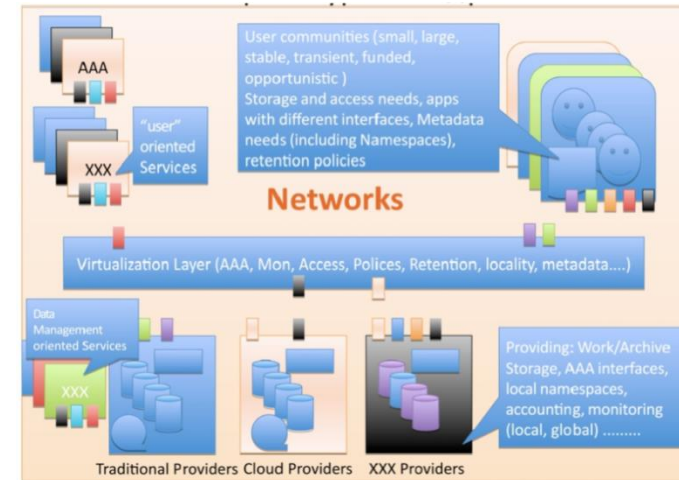 AAA
User communities (small, large,
stable, transient, funded,
opportunistic )
Storage and access needs, apps
with different interfaces, Metadata
needs (including Namespaces),
retention policies
"user"
oriented
Services
XXX
Networks
Virtualization Layer (AAA, Mon, Access, Polices, Retention, locality, metadata....)
Data
Management
oriented Services
XXX
Providing: Work/Archive
Storage, AAA interfaces,
local namespaces,
accounting, monitoring
(local, global) .........
Traditional Providers Cloud Providers XXX Providers